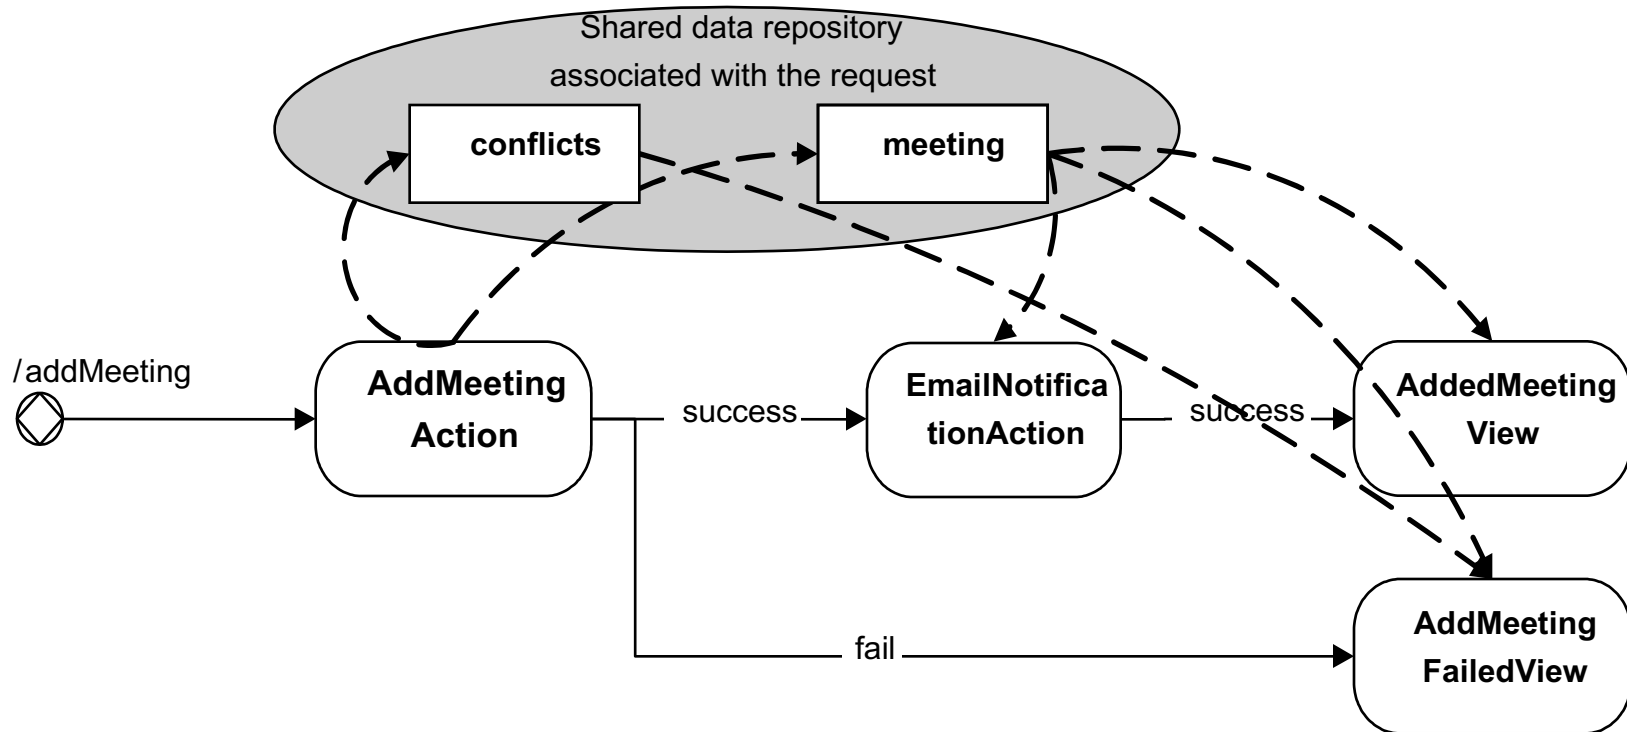 Shared data repository
associated with the request
conflicts
meeting
/addMeeting
AddMeeting
Action
success
EmailNotifica
tionAction
success
AddedMeeting
View
fail
AddMeeting
FailedView